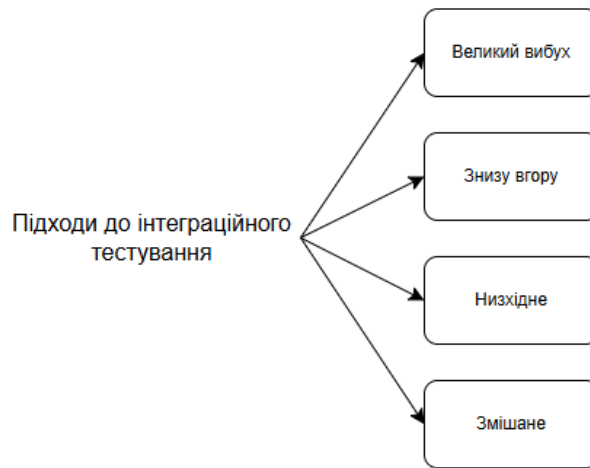 Підходи до інтеграційного
тестування
Великий вибух
Знизу вгору
Низхідне
Змішане